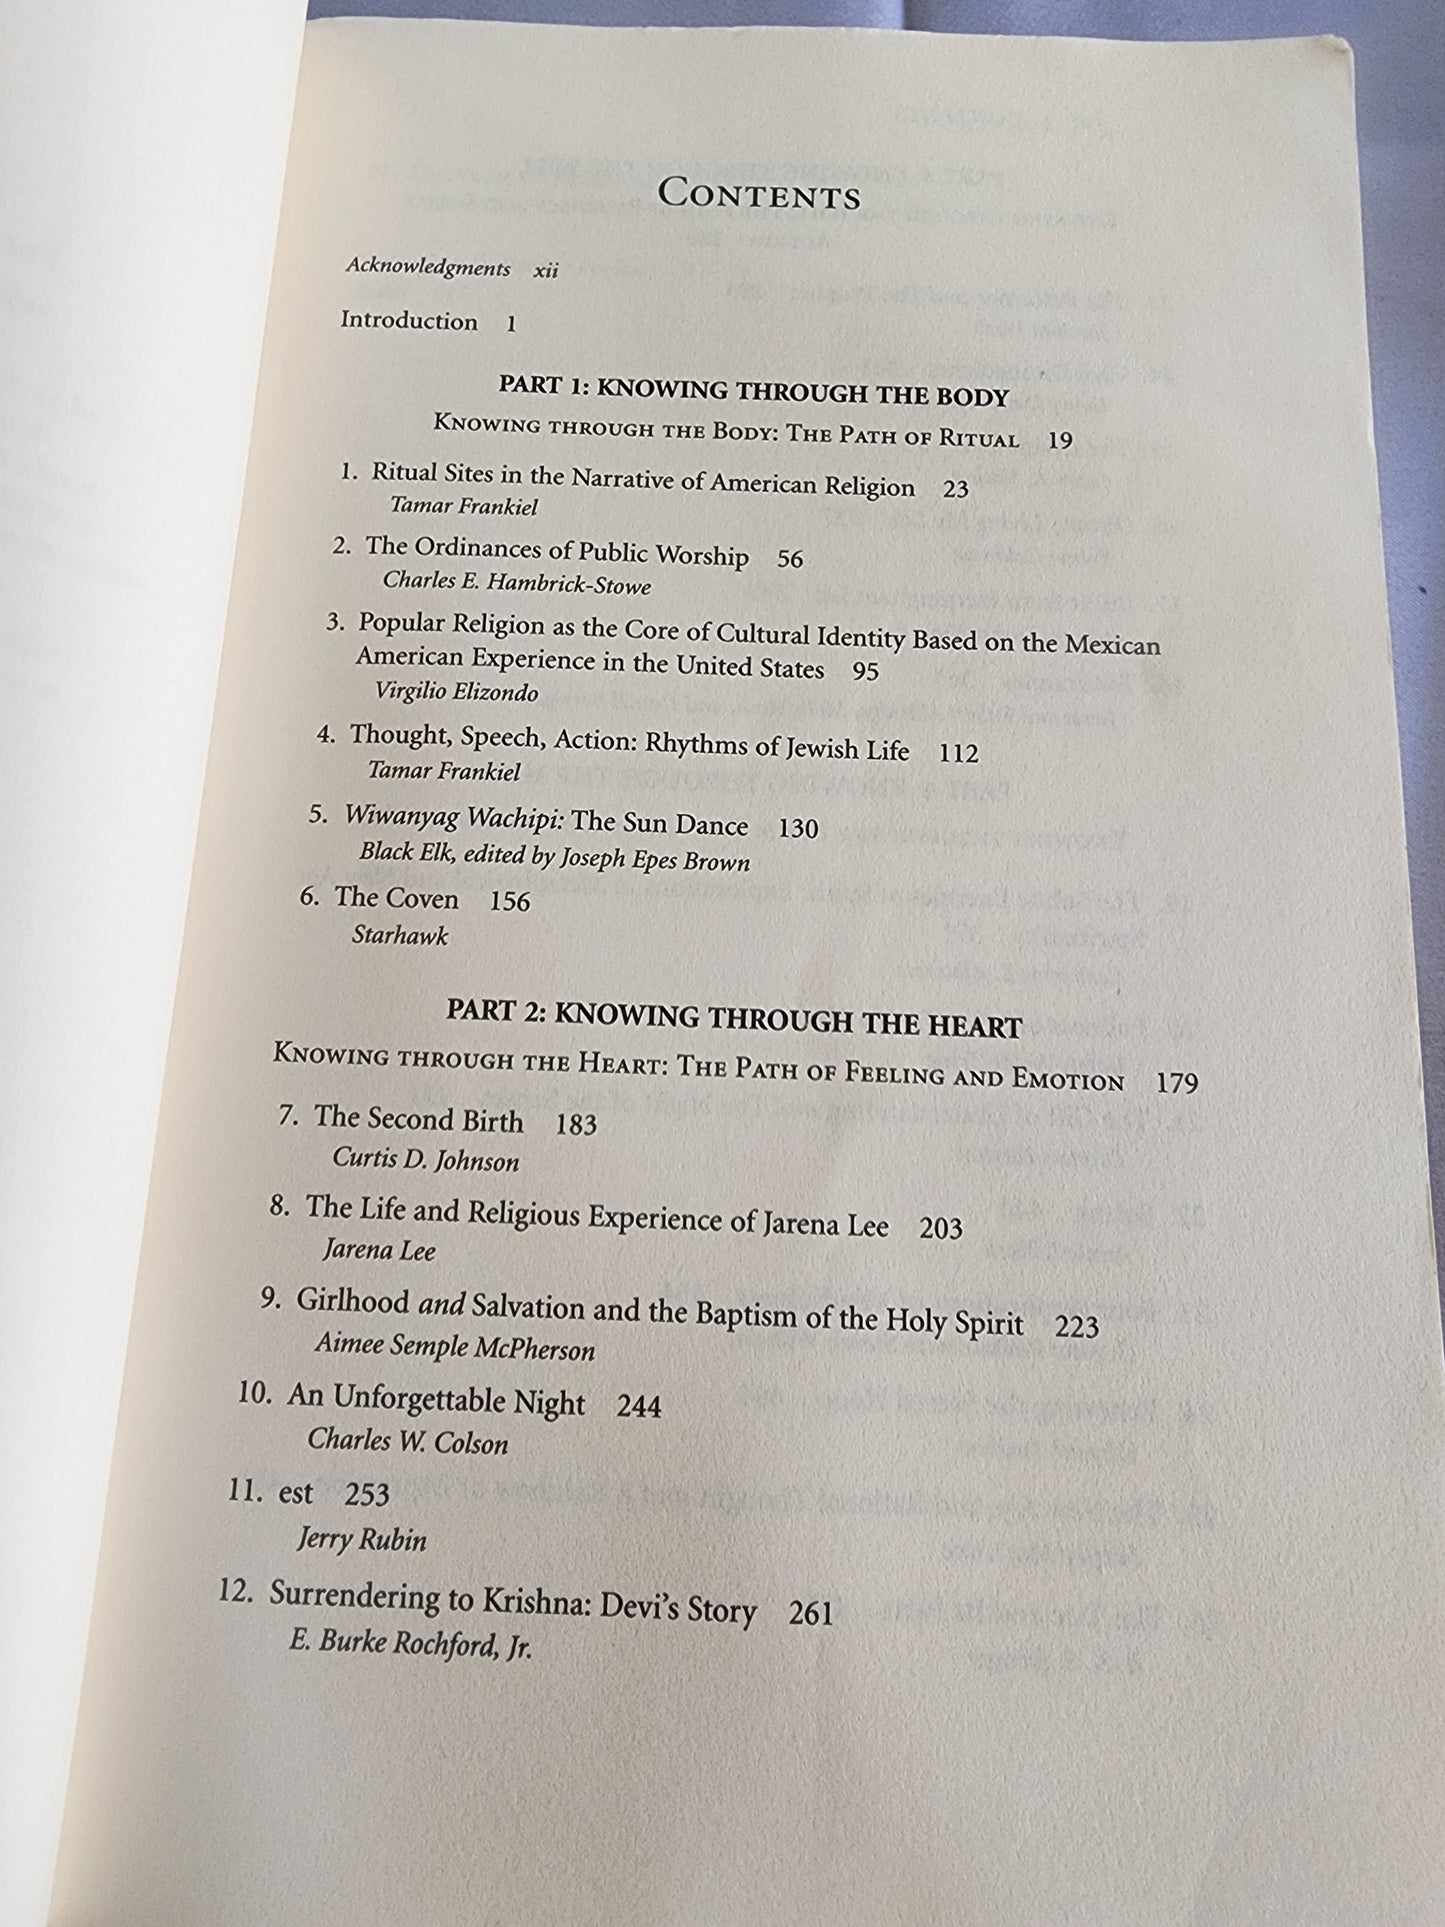 Contents
Acknowledgments xii
Introduction 1
PART 1: KNOWING THROUGH THE BODY
Knowing through the Body: The Path of Ritual 19
1. Ritual Sites in the Narrative of American Religion 23
Tamar Frankiel
2. The Ordinances of Public Worship 56
Charles E. Hambrick-Stowe
3. Popular Religion as the Core of Cultural Identity Based on the Mexican
American Experience in the United States 95
Virgilio Elizondo
4. Thought, Speech, Action: Rhythms of Jewish Life 112
Tamar Frankiel
5. Wiwanyag Wachipi: The Sun Dance 130
Black Elk, edited by Joseph Epes Brown
6. The Coven 156
Starhawk
PART 2: KNOWING THROUGH THE HEART
Knowing through the Heart: The Path of Feeling and Emotion 179
7. The Second Birth 183
Curtis D. Johnson
8. The Life and Religious Experience of Jarena Lee 203
Jarena Lee
9. Girlhood and Salvation and the Baptism of the Holy Spirit 223
Aimee Semple McPherson
10. An Unforgettable Night 244
Charles W. Colson
11. est 253
Jerry Rubin
12. Surrendering to Krishna: Devi's Story 261
E. Burke Rochford, Jr.